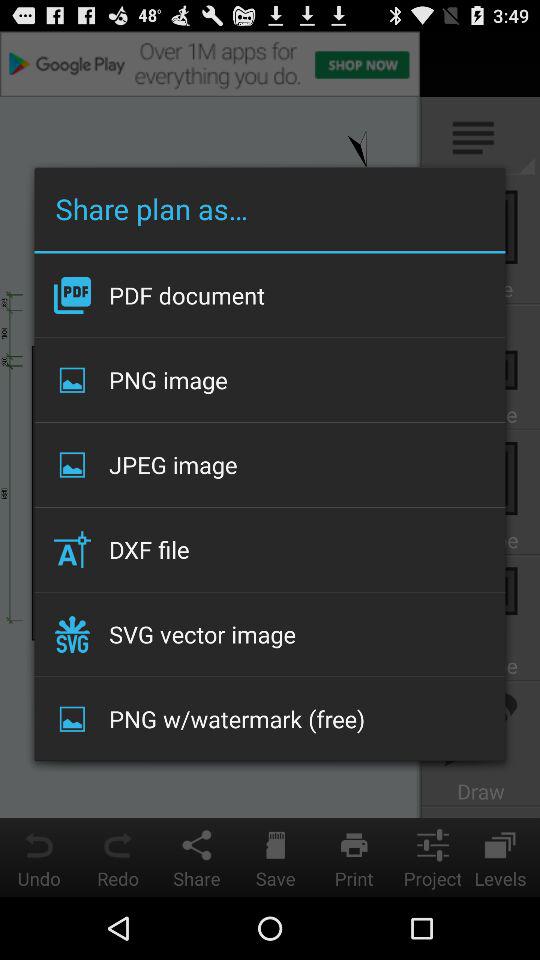 48°
3:49
Google Play
Over 1M apps for
everything you do.
SHOP NOW
Share plan as...
PDF document
PNG image
JPEG image
DXF file
SVG vector image
PNG w/watermark (free)
Draw
Undo
Redo
Share
Save
Print
Project
Levels